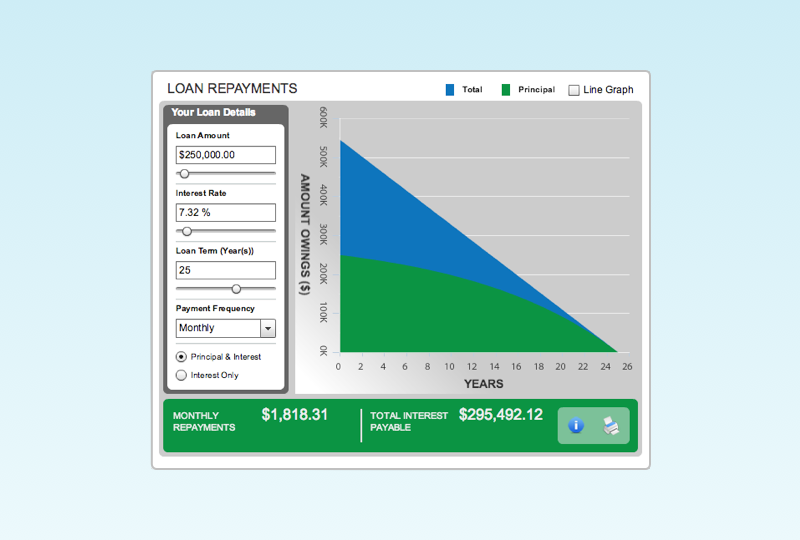 LOAN REPAYMENTS
Total
Principal
Line Graph
Your Loan Details
Loan Amount
$250,000.00
Interest Rate
7.32 %
Loan Term (Year(s))
25
Payment Frequency
Monthly
Principal & Interest
Interest Only
AMOUNT OWINGS ($)
600K
500K
400K
300K
200K
100K
0K
0 2 4 6 8 10 12 14 16 18 20 22 24 26
YEARS
MONTHLY
REPAYMENTS
$1,818.31
TOTAL INTEREST
PAYABLE
$295,492.12
i